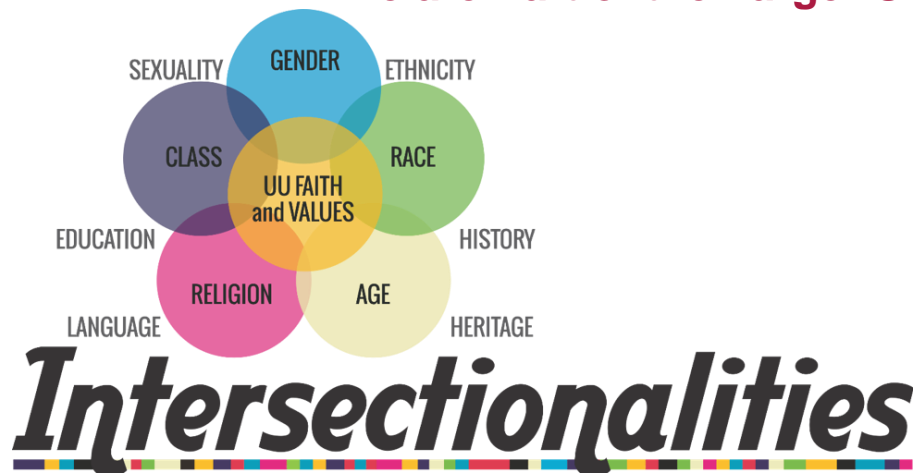 GENDER
SEXUALITY
ETHNICITY
CLASS
RACE
UU FAITH
and VALUES
EDUCATION
HISTORY
RELIGION
AGE
LANGUAGE
HERITAGE
Intersectionalities